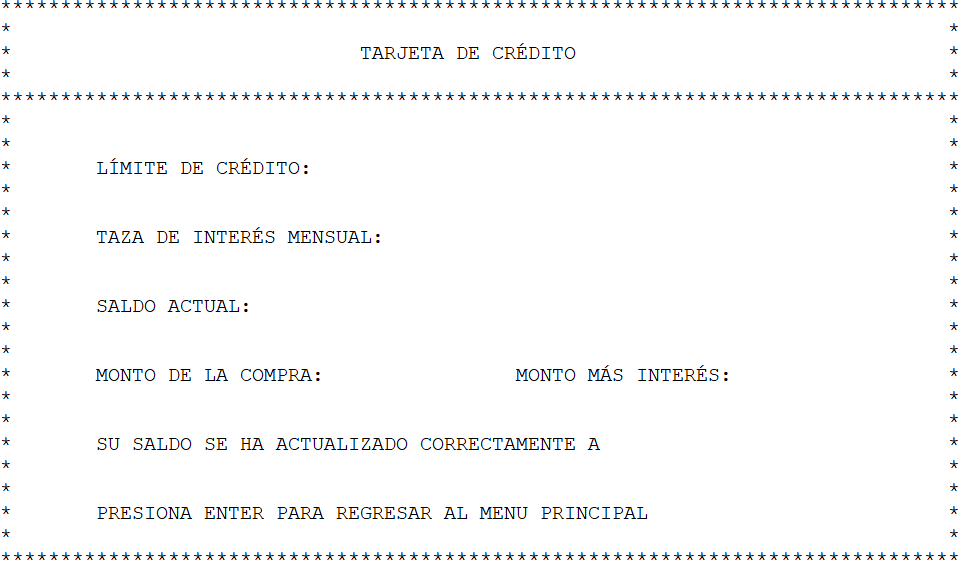 ********************************************************************************
*                                                                              *
*                             TARJETA DE CRÉDITO                               *
*                                                                              *
********************************************************************************
*                                                                              *
*                                                                              *
*       LÍMITE DE CRÉDITO:                                                     *
*                                                                              *
*                                                                              *
*       TAZA DE INTERÉS MENSUAL:                                               *
*                                                                              *
*                                                                              *
*       SALDO ACTUAL:                                                          *
*                                                                              *
*                                                                              *
*       MONTO DE LA COMPRA:                MONTO MÁS INTERÉS:                  *
*                                                                              *
*                                                                              *
*       SU SALDO SE HA ACTUALIZADO CORRECTAMENTE A                             *
*                                                                              *
*                                                                              *
*       PRESIONA ENTER PARA REGRESAR AL MENU PRINCIPAL                         *
*                                                                              *
********************************************************************************